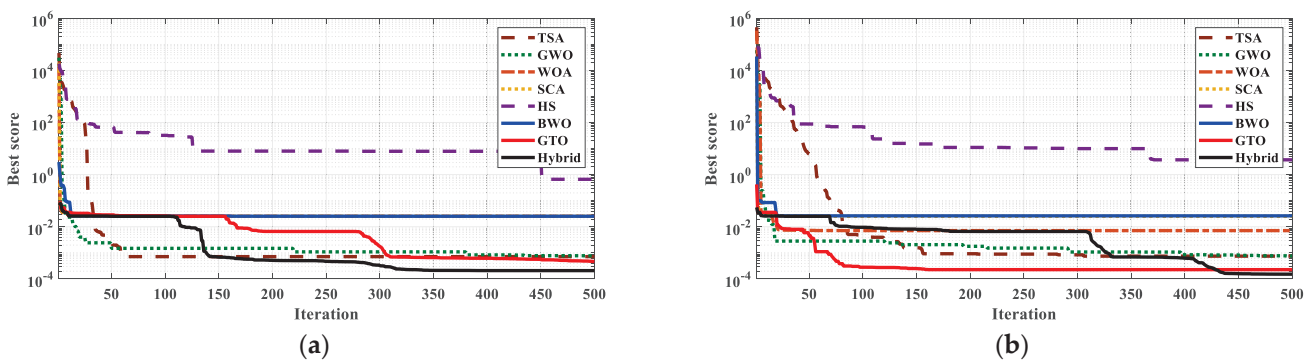 10^6
10^4
10^2
10^0
10^-2
10^-4
Best score
50 100 150 200 250 300 350 400 450 500
Iteration
TSA
GWO
WOA
SCA
HS
BWO
GTO
Hybrid
(a)
10^6
10^4
10^2
10^0
10^-2
10^-4
Best score
50 100 150 200 250 300 350 400 450 500
Iteration
TSA
GWO
WOA
SCA
HS
BWO
GTO
Hybrid
(b)